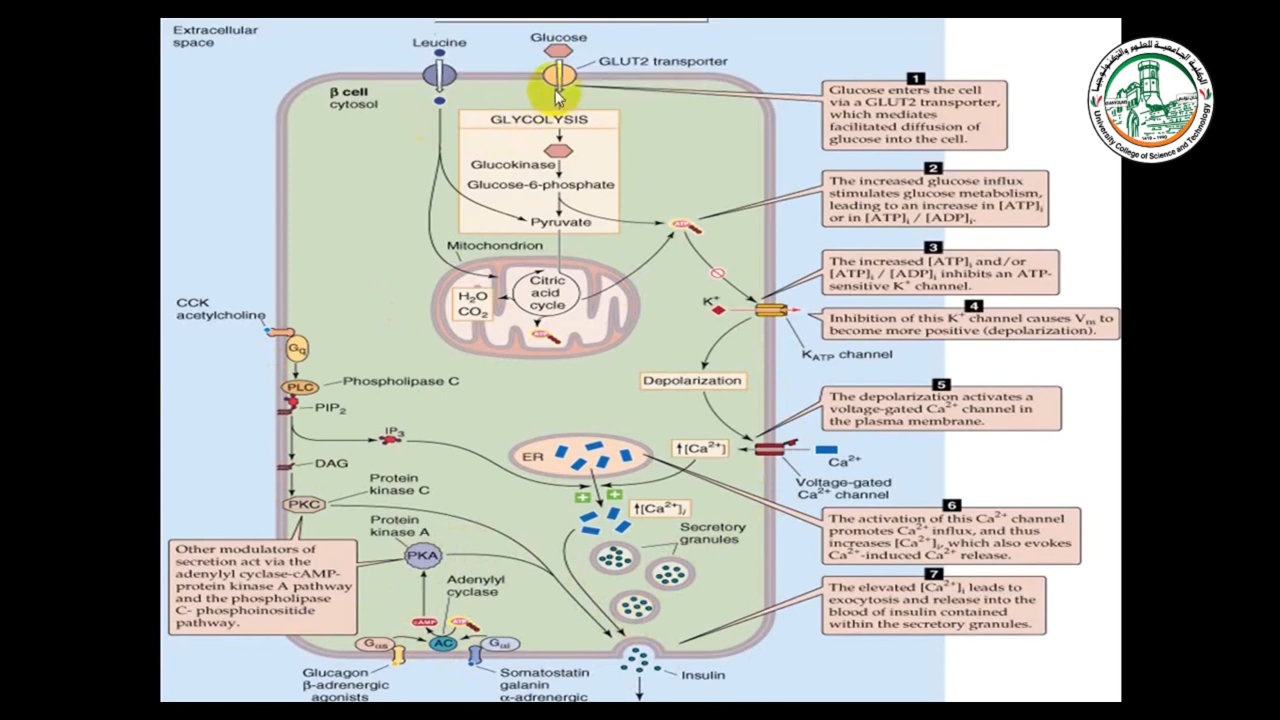 Extracellular
space
Leucine
Glucose
GLUT2 transporter
β cell
cytosol
GLYCOLYSIS
Glucokinase
Glucose-6-phosphate
Pyruvate
ATP
Mitochondrion
Citric
acid
cycle
H2O
CO2
ATP
K+
KATP channel
Depolarization
CCK
acetylcholine
Gq
PLC
Phospholipase C
PIP2
IP3
DAG
Protein
kinase C
PKC
Protein
kinase A
PKA
Adenylyl
cyclase
cAMP
ATP
Gαs
AC
Gαi
Glucagon
β-adrenergic
agonists
Somatostatin
galanin
α-adrenergic
ER
↑[Ca2+]
Ca2+
Voltage-gated
Ca2+ channel
↑[Ca2+]i
Secretory
granules
Insulin
1
Glucose enters the cell
via a GLUT2 transporter,
which mediates
facilitated diffusion of
glucose into the cell.
2
The increased glucose influx
stimulates glucose metabolism,
leading to an increase in [ATP]i
or in [ATP]i / [ADP]i.
3
The increased [ATP]i and/or
[ATP]i / [ADP]i inhibits an ATP-
sensitive K+ channel.
4
Inhibition of this K+ channel causes Vm to
become more positive (depolarization).
5
The depolarization activates a
voltage-gated Ca2+ channel in
the plasma membrane.
6
The activation of this Ca2+ channel
promotes Ca2+ influx, and thus
increases [Ca2+]i, which also evokes
Ca2+-induced Ca2+ release.
7
The elevated [Ca2+]i leads to
exocytosis and release into the
blood of insulin contained
within the secretory granules.
Other modulators of
secretion act via the
adenylyl cyclase-cAMP-
protein kinase A pathway
and the phospholipase
C- phosphoinositide
pathway.
الكلية الجامعية للعلوم والتكنولوجيا
University College of Science and Technology